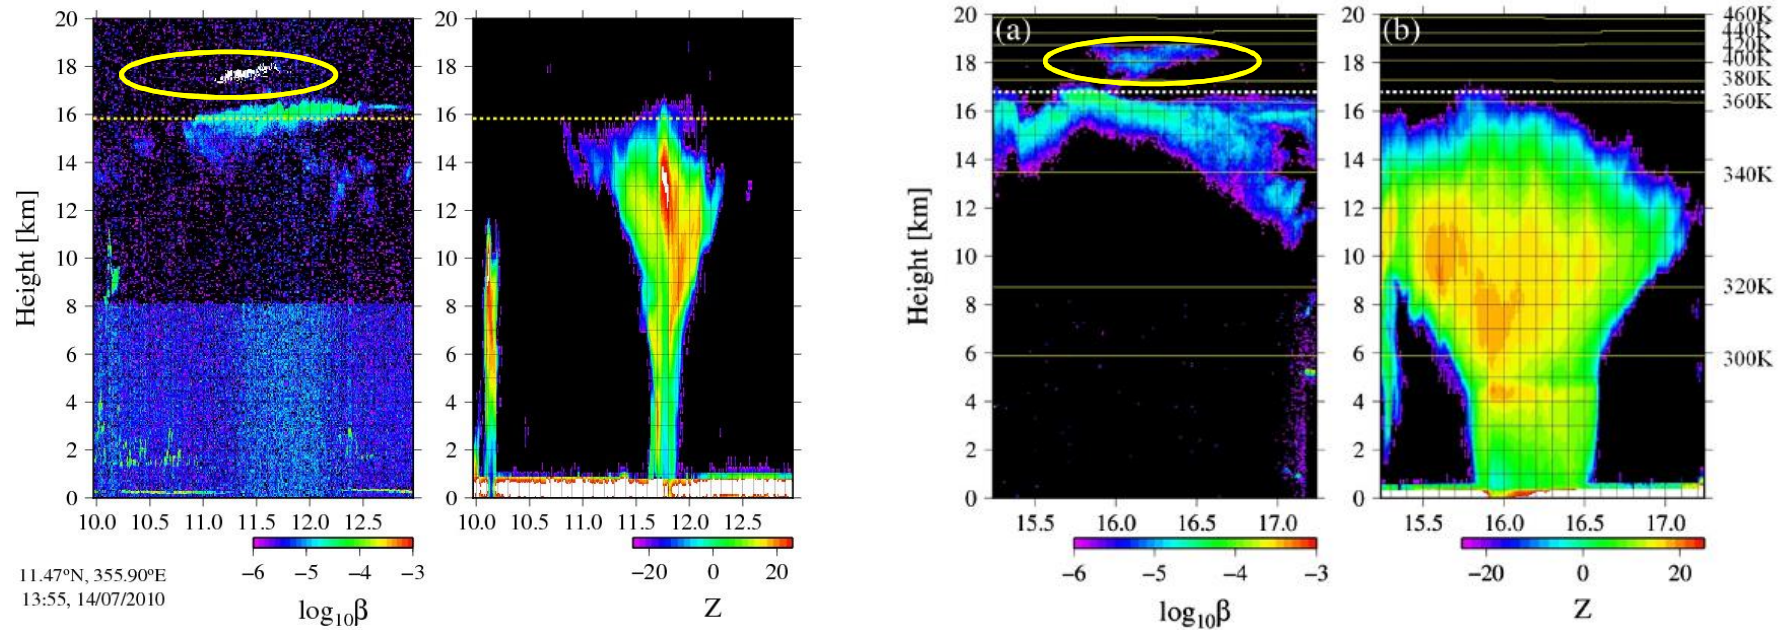 20
18
16
14
12
10
8
6
4
2
0
Height [km]
10.0 10.5 11.0 11.5 12.0 12.5
−6 −5 −4 −3
log10β
11.47°N, 355.90°E
13:55, 14/07/2010
20
18
16
14
12
10
8
6
4
2
0
10.0 10.5 11.0 11.5 12.0 12.5
−20 0 20
Z
(a)
20
18
16
14
12
10
8
6
4
2
0
Height [km]
15.5 16.0 16.5 17.0
−6 −5 −4 −3
log10β
(b)
20
18
16
14
12
10
8
6
4
2
0
15.5 16.0 16.5 17.0
−20 −10 0 10 20
Z
460K
440K
420K
400K
380K
360K
340K
320K
300K